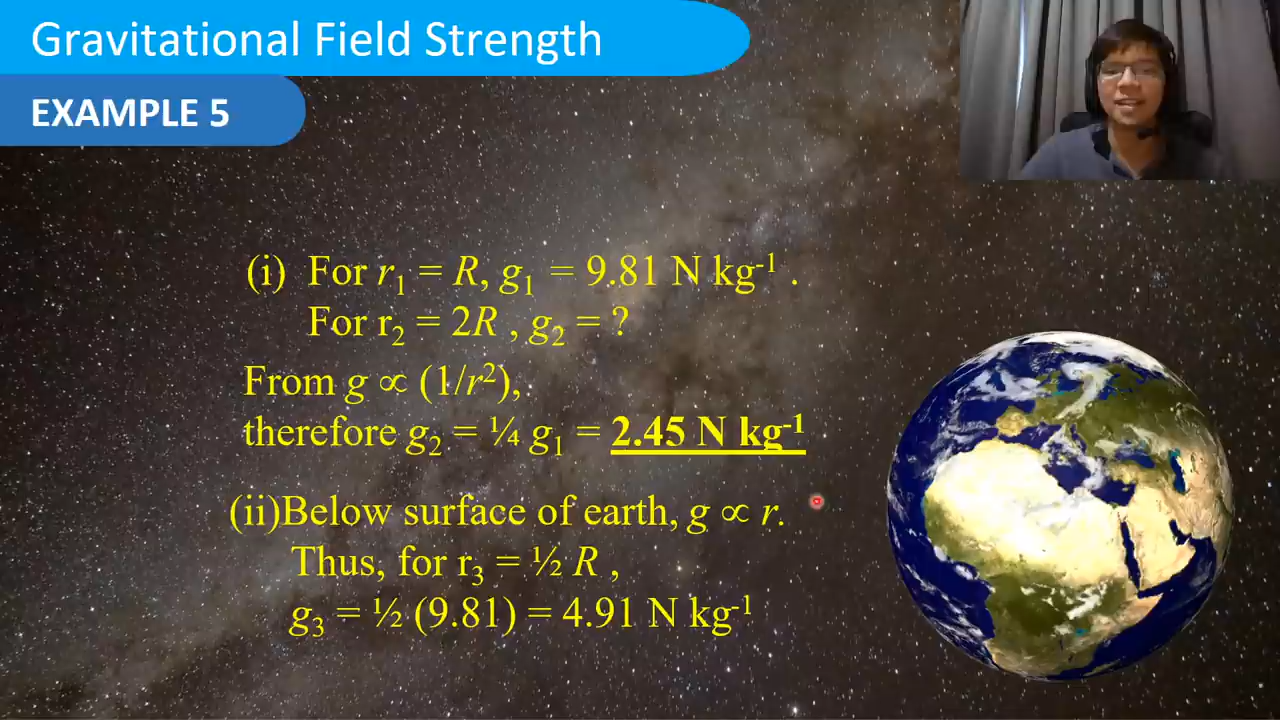 Gravitational Field Strength
EXAMPLE 5
(i) For r₁ = R, g₁ = 9.81 N kg⁻¹ .
For r₂ = 2R , g₂ = ?
From g ∝ (1/r²),
therefore g₂ = ¼ g₁ = 2.45 N kg⁻¹
(ii)Below surface of earth, g ∝ r.
Thus, for r₃ = ½ R ,
g₃ = ½ (9.81) = 4.91 N kg⁻¹